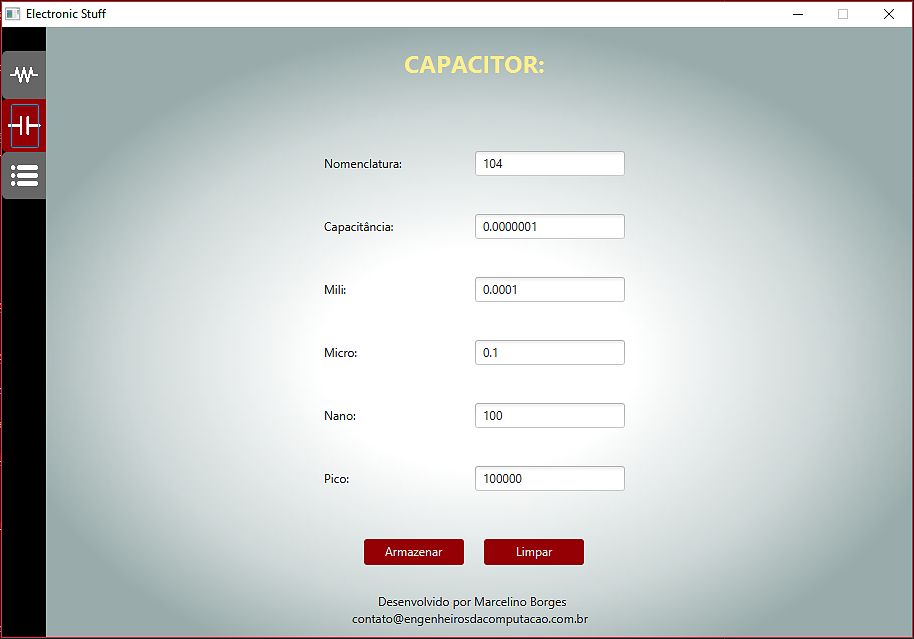 Electronic Stuff
CAPACITOR:
Nomenclatura: 104
Capacitância: 0.0000001
Mili: 0.0001
Micro: 0.1
Nano: 100
Pico: 100000
Armazenar Limpar
Desenvolvido por Marcelino Borges
contato@engenheirosdacomputacao.com.br